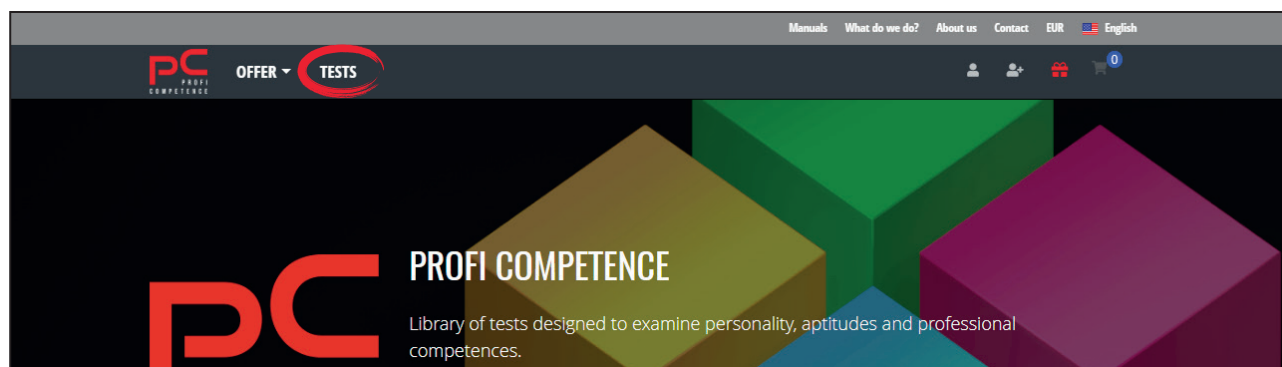 Manuals What do we do? About us Contact EUR English
PC PROFI COMPETENCE OFFER TESTS 0
PROFI COMPETENCE
Library of tests designed to examine personality, aptitudes and professional
competences.
pC